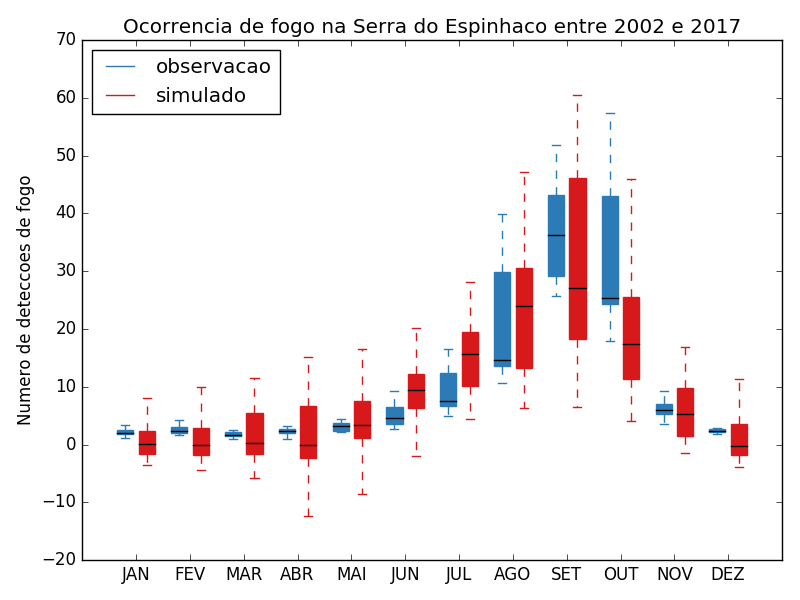 Ocorrencia de fogo na Serra do Espinhaco entre 2002 e 2017
70
60
50
40
30
20
10
0
−10
−20
Numero de deteccoes de fogo
observacao
simulado
JAN FEV MAR ABR MAI JUN JUL AGO SET OUT NOV DEZ